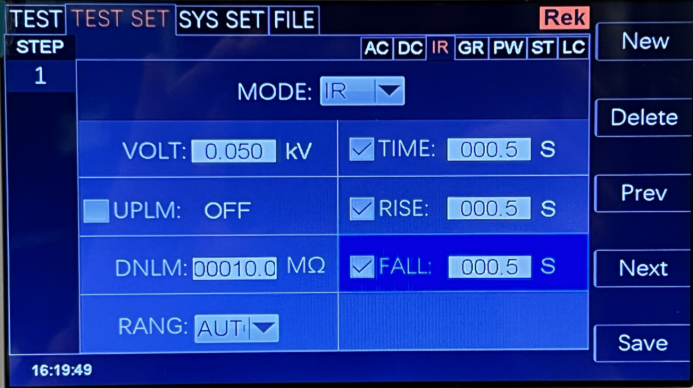 TEST TEST SET SYS SET FILE Rek
STEP AC DC IR GR PW ST LC
1
MODE: IR
VOLT: 0.050 kV TIME: 000.5 S
UPLM: OFF RISE: 000.5 S
DNLM: 00010.0 MΩ FALL: 000.5 S
RANG: AUT
16:19:49
New
Delete
Prev
Next
Save